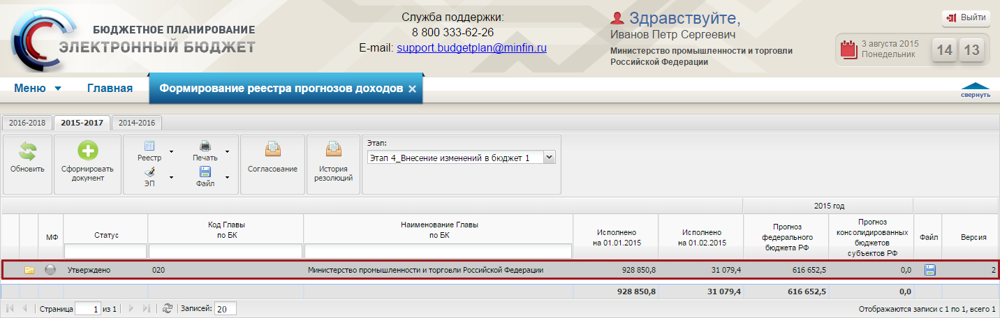 БЮДЖЕТНОЕ ПЛАНИРОВАНИЕ
ЭЛЕКТРОННЫЙ БЮДЖЕТ
Служба поддержки:
8 800 333-62-26
E-mail: support.budgetplan@minfin.ru
Здравствуйте,
Иванов Петр Сергеевич
Министерство промышленности и торговли
Российской Федерации
Выйти
3 августа 2015
Понедельник
14 13
Меню
Главная
Формирование реестра прогнозов доходов
свернуть
2016-2018
2015-2017
2014-2016
Обновить
Сформировать
документ
Реестр
Печать
ЭП
Файл
Согласование
История
резолюций
Этап:
Этап 4_Внесение изменений в бюджет 1
2015 год
МФ
Статус
Код Главы
по БК
Наименование Главы
по БК
Исполнено
на 01.01.2015
Исполнено
на 01.02.2015
Прогноз
федерального
бюджета РФ
Прогноз
консолидированных
бюджетов
субъектов РФ
Файл
Версия
Утверждено 020 Министерство промышленности и торговли Российской Федерации 928 850,8 31 079,4 616 652,5 0,0 2
928 850,8 31 079,4 616 652,5 0,0
Страница 1 из 1 Записей: 20
Отображаются записи с 1 по 1, всего 1